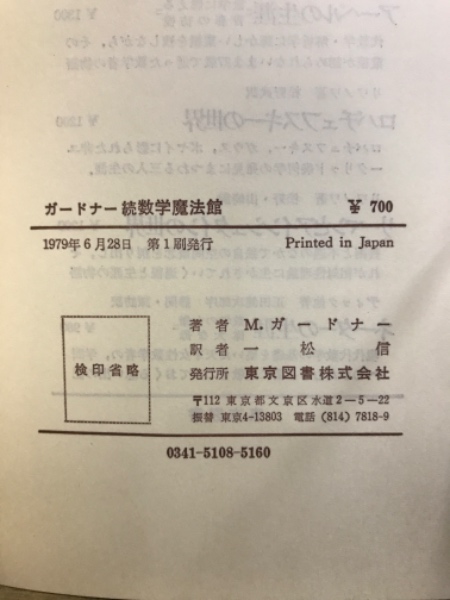 ガードナー続数学魔法館 ¥ 700
1979年6月28日 第1刷発行 Printed in Japan
著者 M.ガードナー
訳者 一松信
検印省略
発行所 東京図書株式会社
〒112 東京都文京区水道2-5-22
振替 東京4-13803 電話 (814) 7818-9
0341-5108-5160